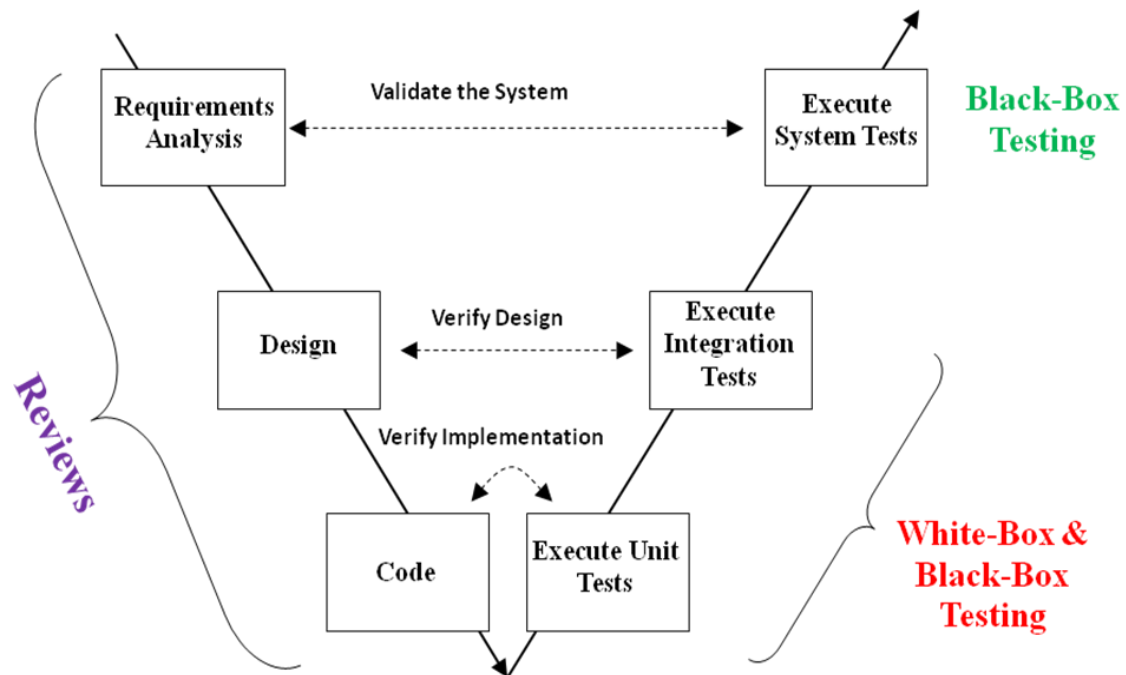 Requirements
Analysis
Validate the System
Execute
System Tests
Black-Box
Testing
Design
Verify Design
Execute
Integration
Tests
Reviews
Verify Implementation
Code
Execute Unit
Tests
White-Box &
Black-Box
Testing